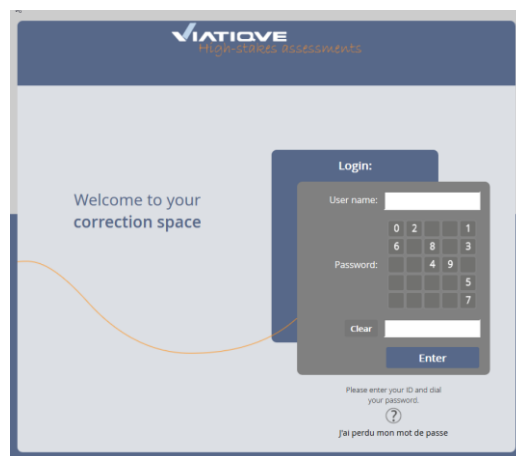 VIATIQUE
High-stakes assessments
Login:
Welcome to your
correction space
User name:
0 2 1
6 8 3
Password:
4 9
5
7
Clear
Enter
Please enter your ID and dial
your password.
?
J'ai perdu mon mot de passe